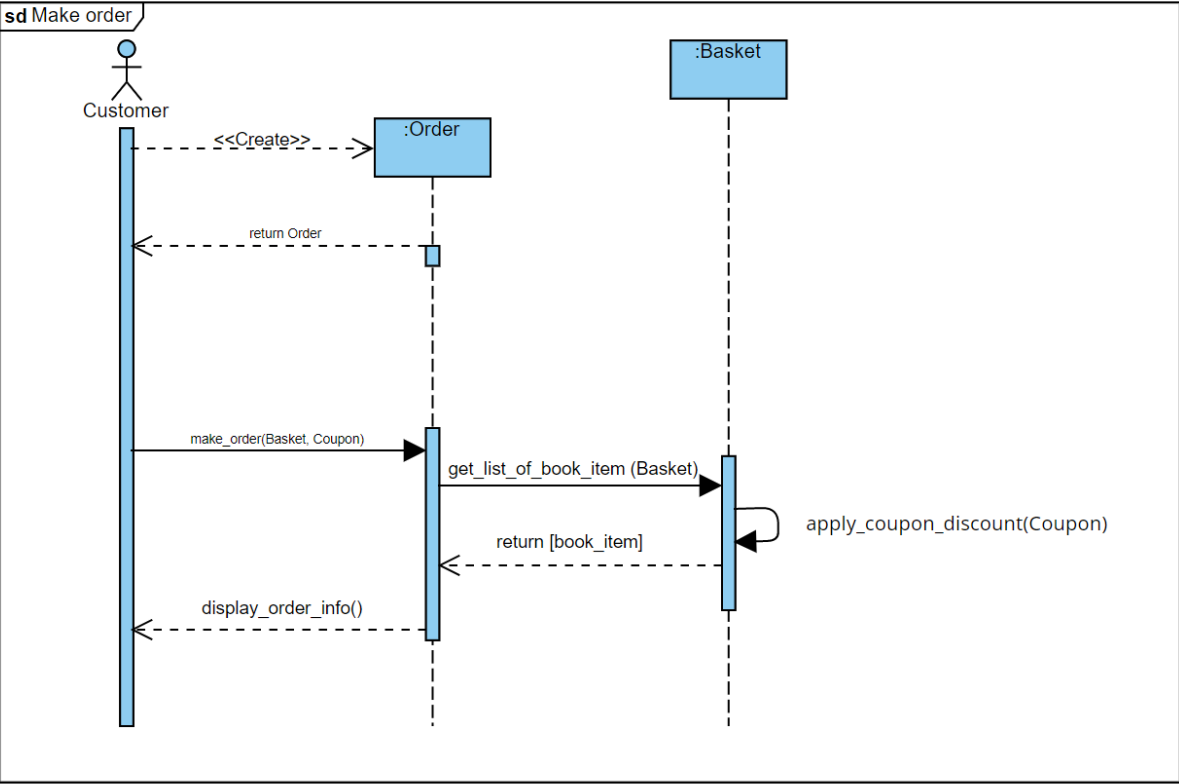 sd Make order
:Basket
Customer
:Order
<<Create>>
return Order
make_order(Basket, Coupon)
get_list_of_book_item (Basket)
apply_coupon_discount(Coupon)
return [book_item]
display_order_info()